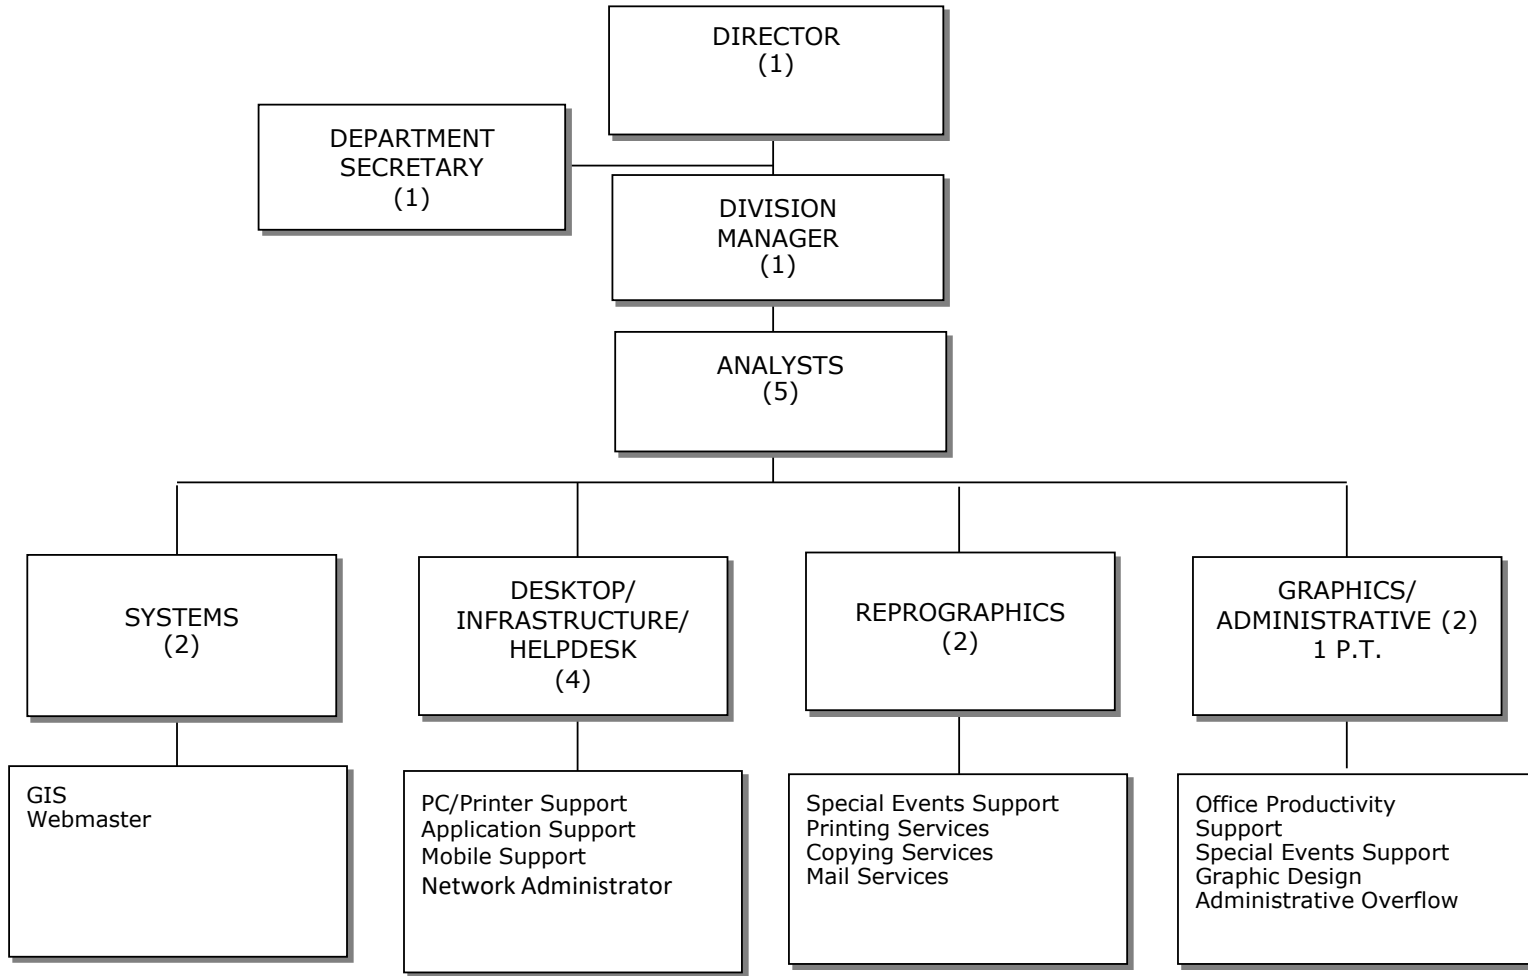 DIRECTOR
(1)
DEPARTMENT
SECRETARY
(1)
DIVISION
MANAGER
(1)
ANALYSTS
(5)
SYSTEMS
(2)
DESKTOP/
INFRASTRUCTURE/
HELPDESK
(4)
REPROGRAPHICS
(2)
GRAPHICS/
ADMINISTRATIVE (2)
1 P.T.
GIS
Webmaster
PC/Printer Support
Application Support
Mobile Support
Network Administrator
Special Events Support
Printing Services
Copying Services
Mail Services
Office Productivity
Support
Special Events Support
Graphic Design
Administrative Overflow